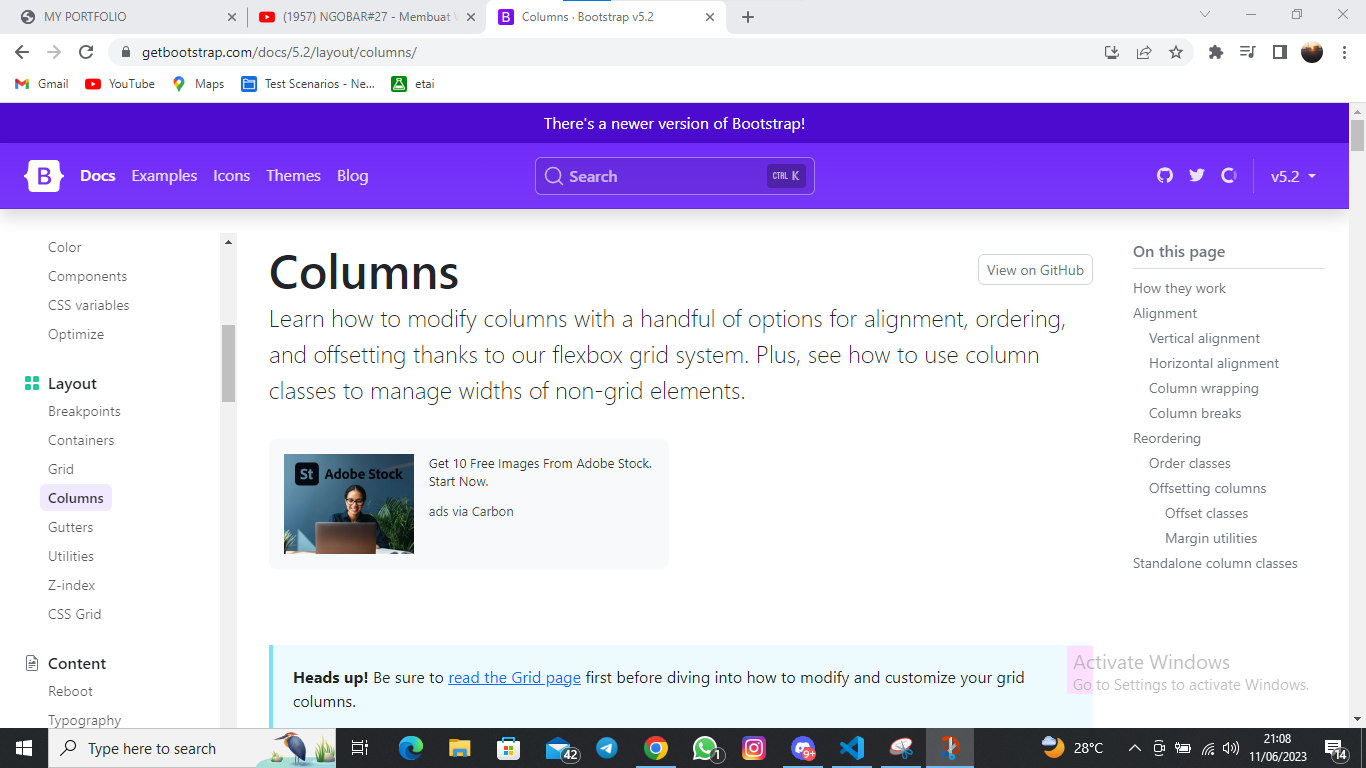 MY PORTFOLIO
(1957) NGOBAR#27 - Membuat
Columns · Bootstrap v5.2
getbootstrap.com/docs/5.2/layout/columns/
Gmail
YouTube
Maps
Test Scenarios - Ne...
etai
There's a newer version of Bootstrap!
B
Docs
Examples
Icons
Themes
Blog
Search
CTRL K
v5.2
Color
Components
CSS variables
Optimize
Layout
Breakpoints
Containers
Grid
Columns
Gutters
Utilities
Z-index
CSS Grid
Content
Reboot
Typography
Columns
View on GitHub
Learn how to modify columns with a handful of options for alignment, ordering,
and offsetting thanks to our flexbox grid system. Plus, see how to use column
classes to manage widths of non-grid elements.
St Adobe Stock
Get 10 Free Images From Adobe Stock.
Start Now.
ads via Carbon
Heads up! Be sure to read the Grid page first before diving into how to modify and customize your grid
columns.
On this page
How they work
Alignment
Vertical alignment
Horizontal alignment
Column wrapping
Column breaks
Reordering
Order classes
Offsetting columns
Offset classes
Margin utilities
Standalone column classes
Activate Windows
Go to Settings to activate Windows.
Type here to search
42
1
9+
28°C
21:08
11/06/2023
14